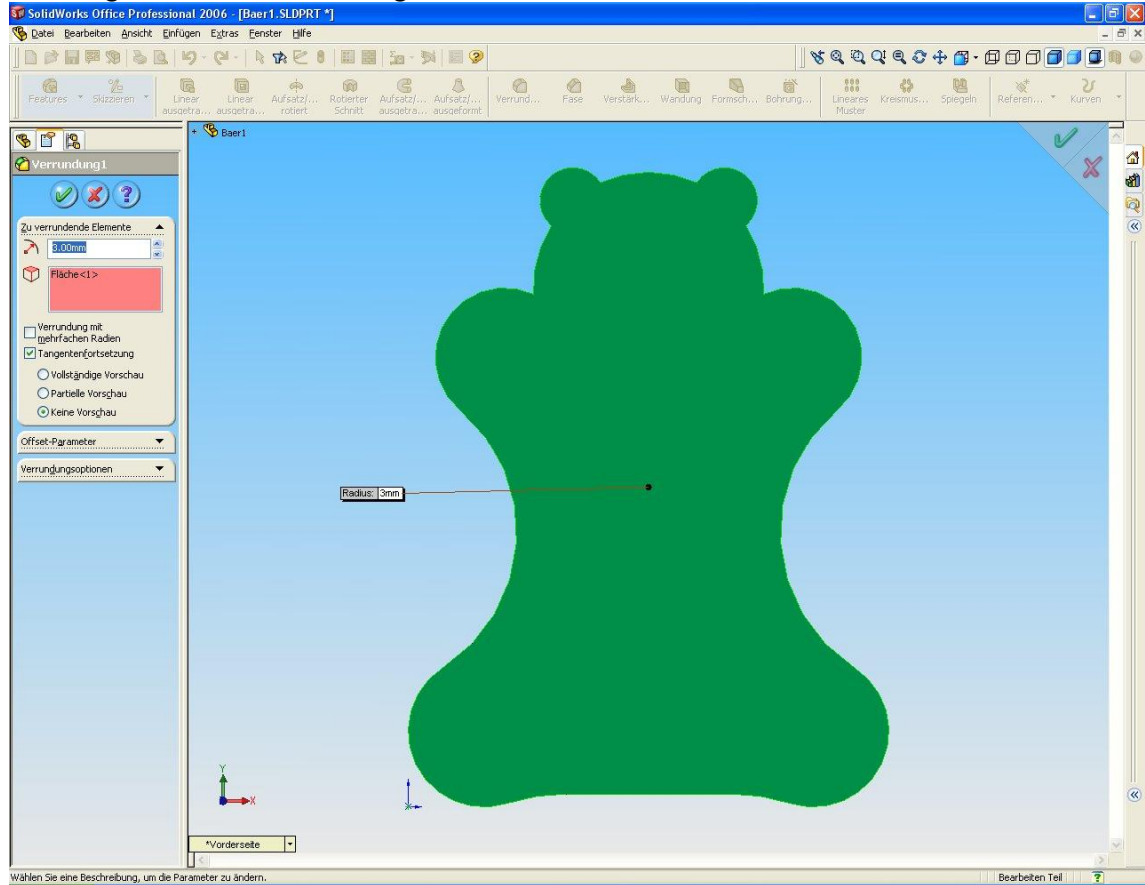 SolidWorks Office Professional 2006 - [Baer1.SLDPRT *]
Datei Bearbeiten Ansicht Einfügen Extras Fenster Hilfe
Features Skizzieren Linear ausgetra... Linear ausgetra... Aufsatz/... rotiert Rotierter Schnitt Aufsatz/... ausgetra... Aufsatz/... ausgeformt Verrund... Fase Verstärk... Wandung Formsch... Bohrung... Lineares Muster Kreismus... Spiegeln Referen... Kurven
Baer1
Verrundung1
Zu verrundende Elemente
3.00mm
Fläche<1>
Verrundung mit
mehrfachen Radien
Tangentenfortsetzung
Vollständige Vorschau
Partielle Vorschau
Keine Vorschau
Offset-Parameter
Verrundungsoptionen
Radius: 3mm
Y
X
*Vorderseite
Wählen Sie eine Beschreibung, um die Parameter zu ändern.
Bearbeiten Teil